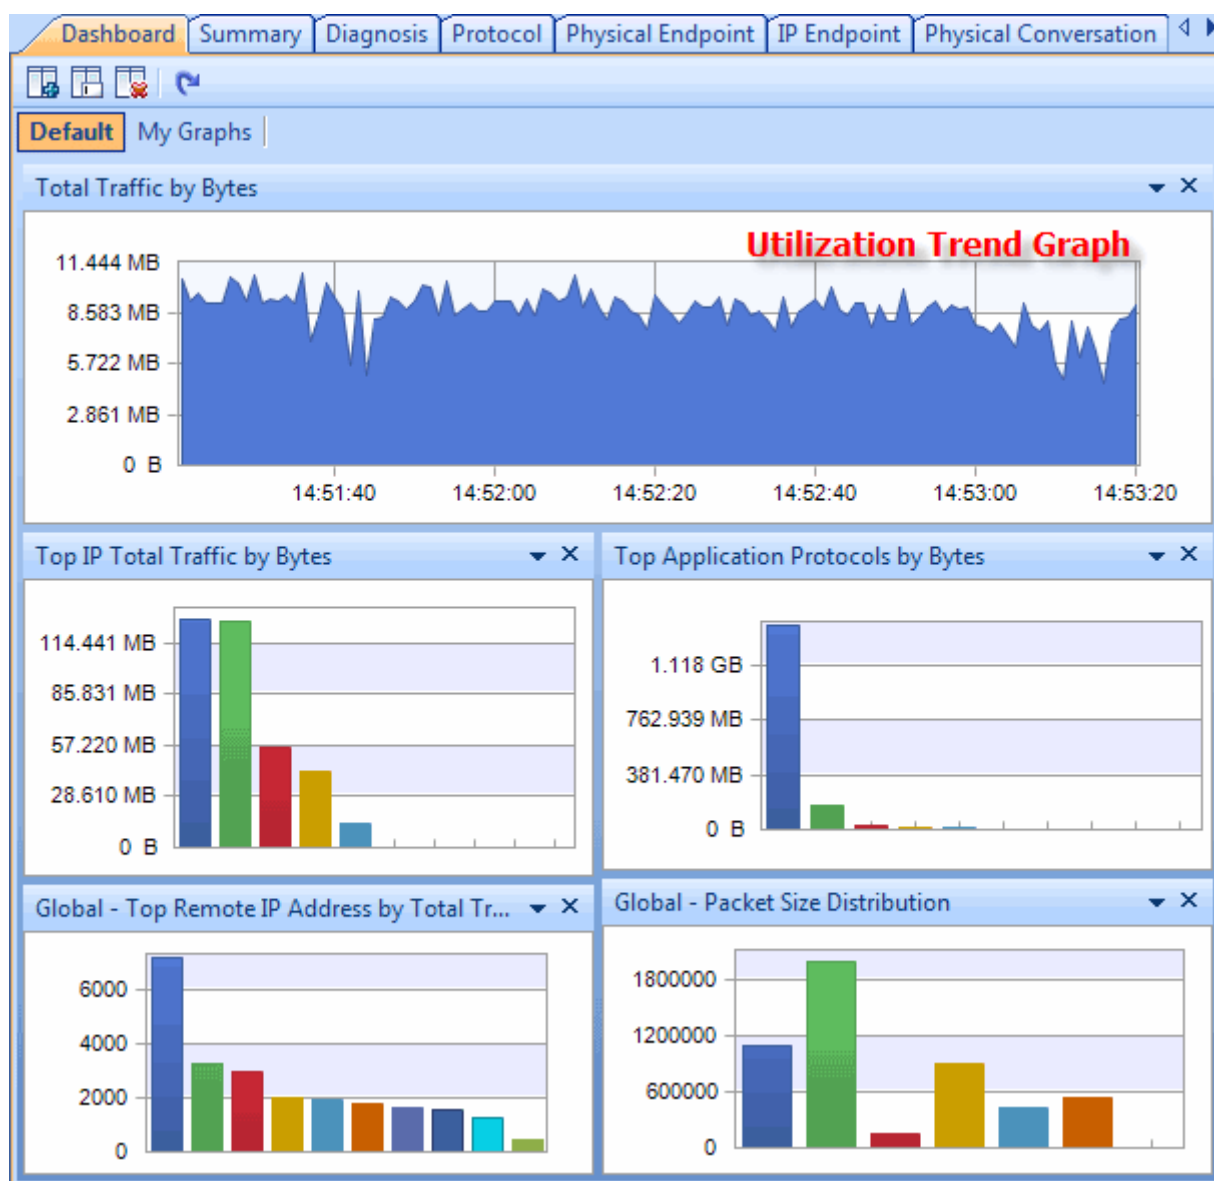 Dashboard Summary Diagnosis Protocol Physical Endpoint IP Endpoint Physical Conversation
Default My Graphs
Total Traffic by Bytes
Utilization Trend Graph
11.444 MB
8.583 MB
5.722 MB
2.861 MB
0 B
14:51:40 14:52:00 14:52:20 14:52:40 14:53:00 14:53:20
Top IP Total Traffic by Bytes
114.441 MB
85.831 MB
57.220 MB
28.610 MB
0 B
Top Application Protocols by Bytes
1.118 GB
762.939 MB
381.470 MB
0 B
Global - Top Remote IP Address by Total Tr...
6000
4000
2000
0
Global - Packet Size Distribution
1800000
1200000
600000
0